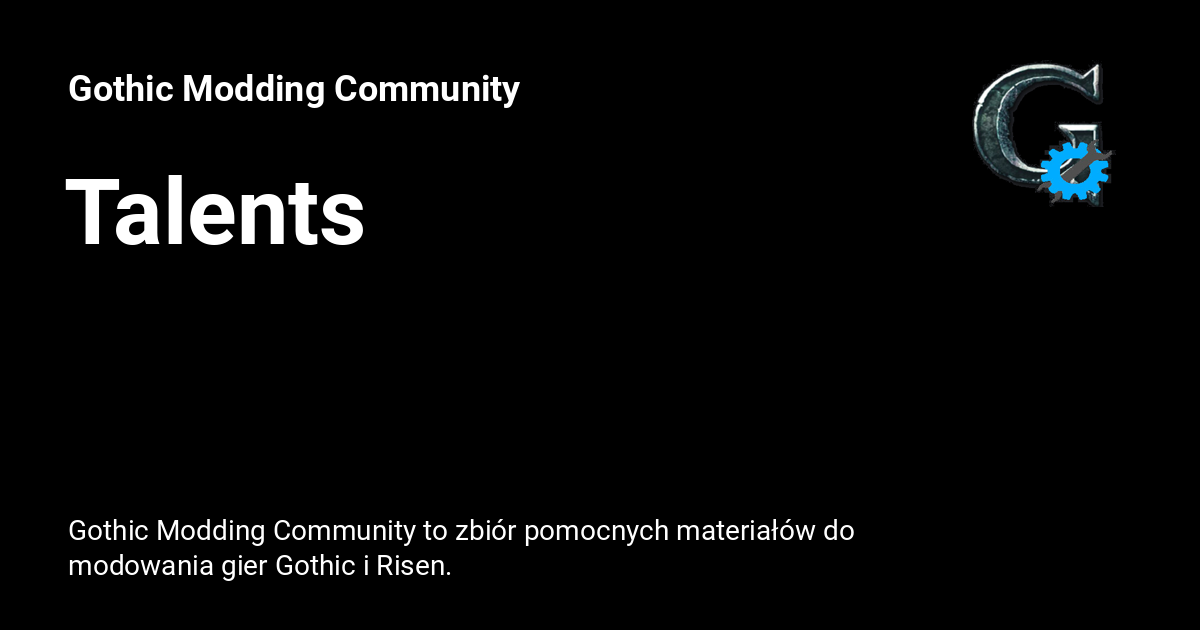 Gothic Modding Community
Talents
Gothic Modding Community to zbiór pomocnych materiałów do
modowania gier Gothic i Risen.